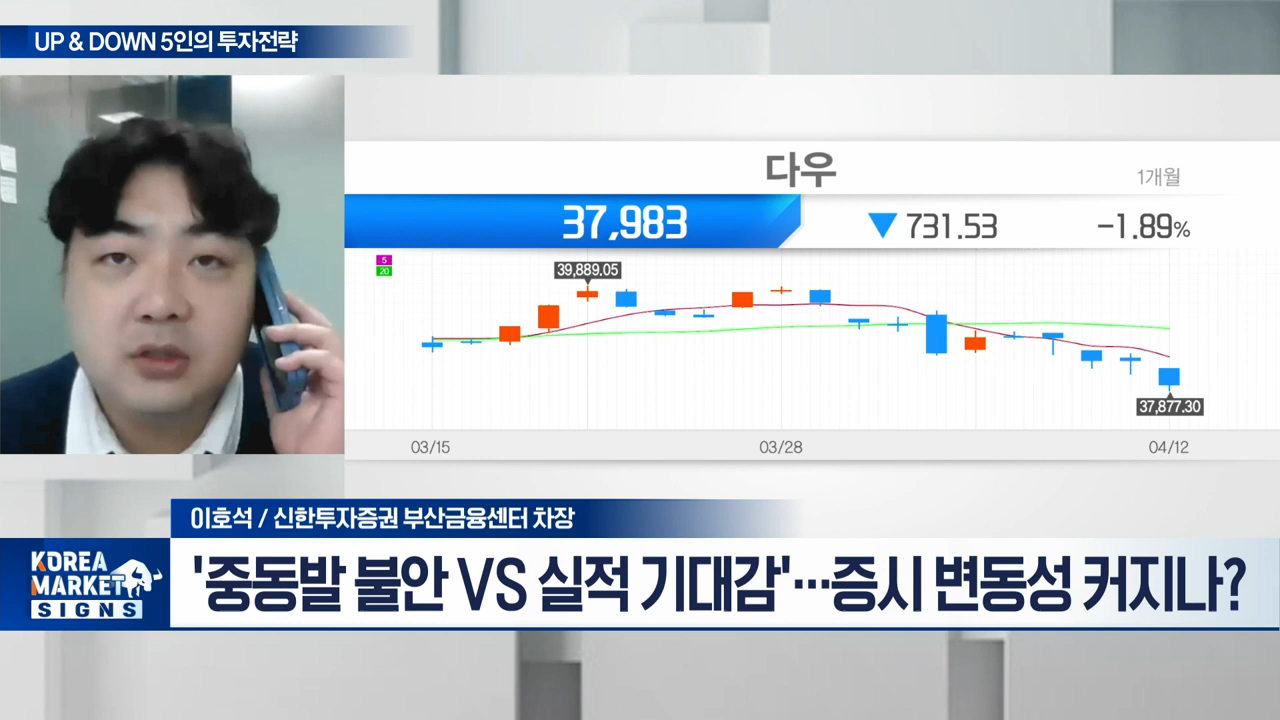 UP & DOWN 5인의 투자전략
다우
1개월
37,983
▼ 731.53
-1.89%
5
20
39,889.05
37,877.30
03/15
03/28
04/12
이호석 / 신한투자증권 부산금융센터 차장
KOREA
MARKET
SIGNS
'중동발 불안 VS 실적 기대감'…증시 변동성 커지나?